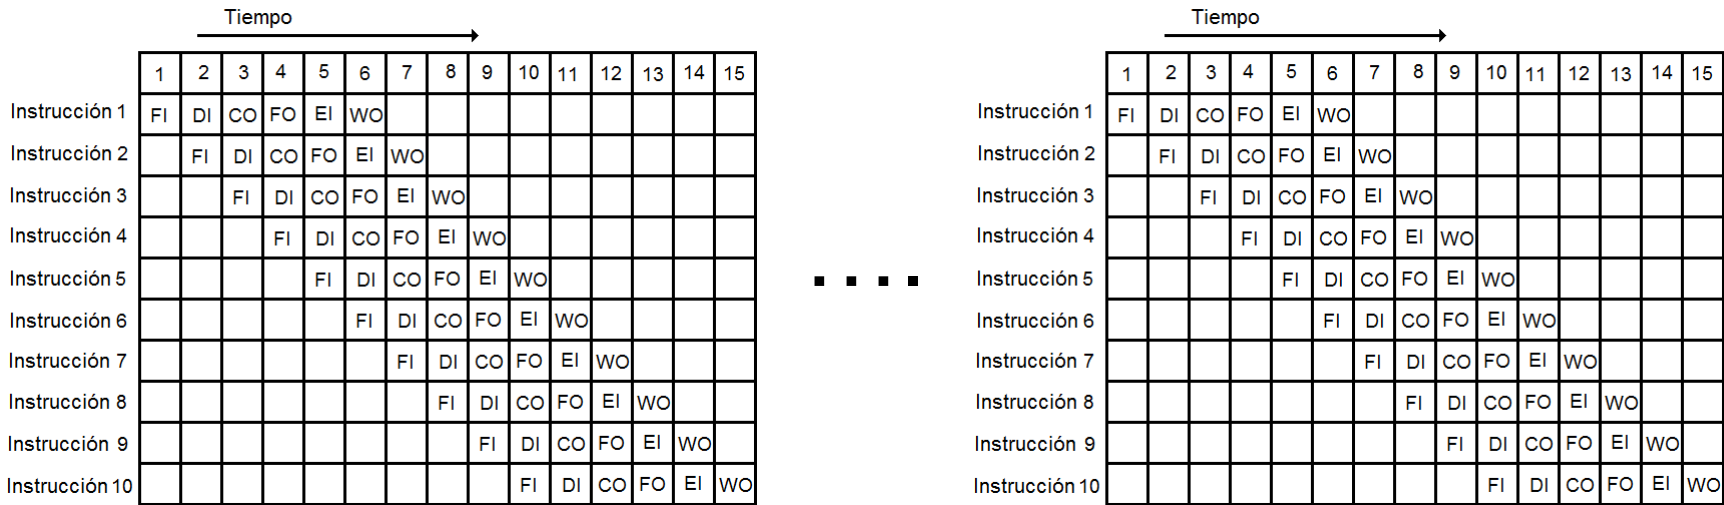 Tiempo
1 2 3 4 5 6 7 8 9 10 11 12 13 14 15
Instrucción 1 FI DI CO FO EI WO
Instrucción 2 FI DI CO FO EI WO
Instrucción 3 FI DI CO FO EI WO
Instrucción 4 FI DI CO FO EI WO
Instrucción 5 FI DI CO FO EI WO
Instrucción 6 FI DI CO FO EI WO
Instrucción 7 FI DI CO FO EI WO
Instrucción 8 FI DI CO FO EI WO
Instrucción 9 FI DI CO FO EI WO
Instrucción 10 FI DI CO FO EI WO
. . . .
Tiempo
1 2 3 4 5 6 7 8 9 10 11 12 13 14 15
Instrucción 1 FI DI CO FO EI WO
Instrucción 2 FI DI CO FO EI WO
Instrucción 3 FI DI CO FO EI WO
Instrucción 4 FI DI CO FO EI WO
Instrucción 5 FI DI CO FO EI WO
Instrucción 6 FI DI CO FO EI WO
Instrucción 7 FI DI CO FO EI WO
Instrucción 8 FI DI CO FO EI WO
Instrucción 9 FI DI CO FO EI WO
Instrucción 10 FI DI CO FO EI WO